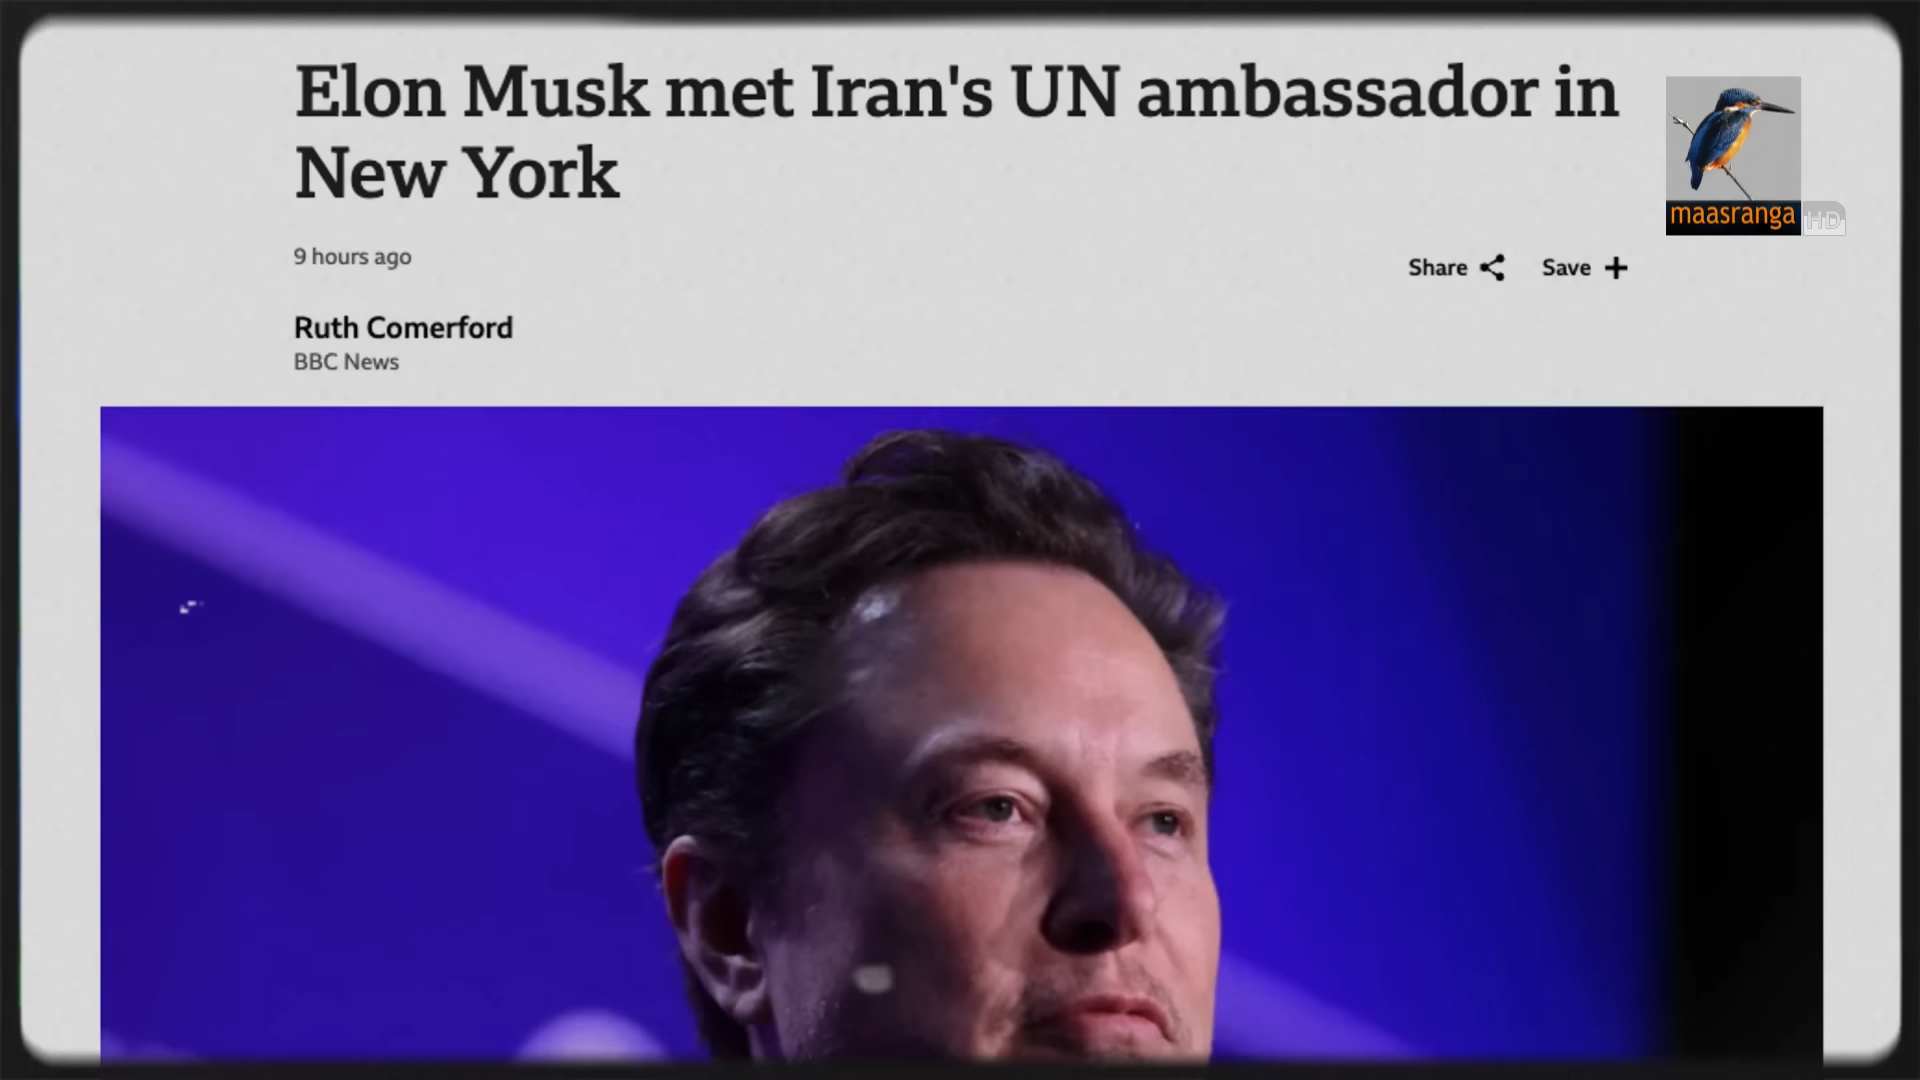 Elon Musk met Iran's UN ambassador in
New York
maasranga HD
9 hours ago
Share
Save
Ruth Comerford
BBC News